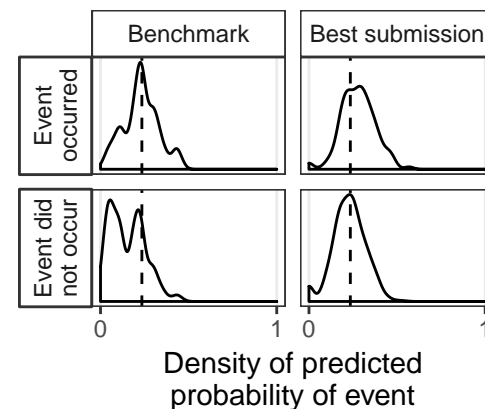 Benchmark
Best submission
Event
occurred
Event did
not occur
0
1
0
1
Density of predicted
probability of event